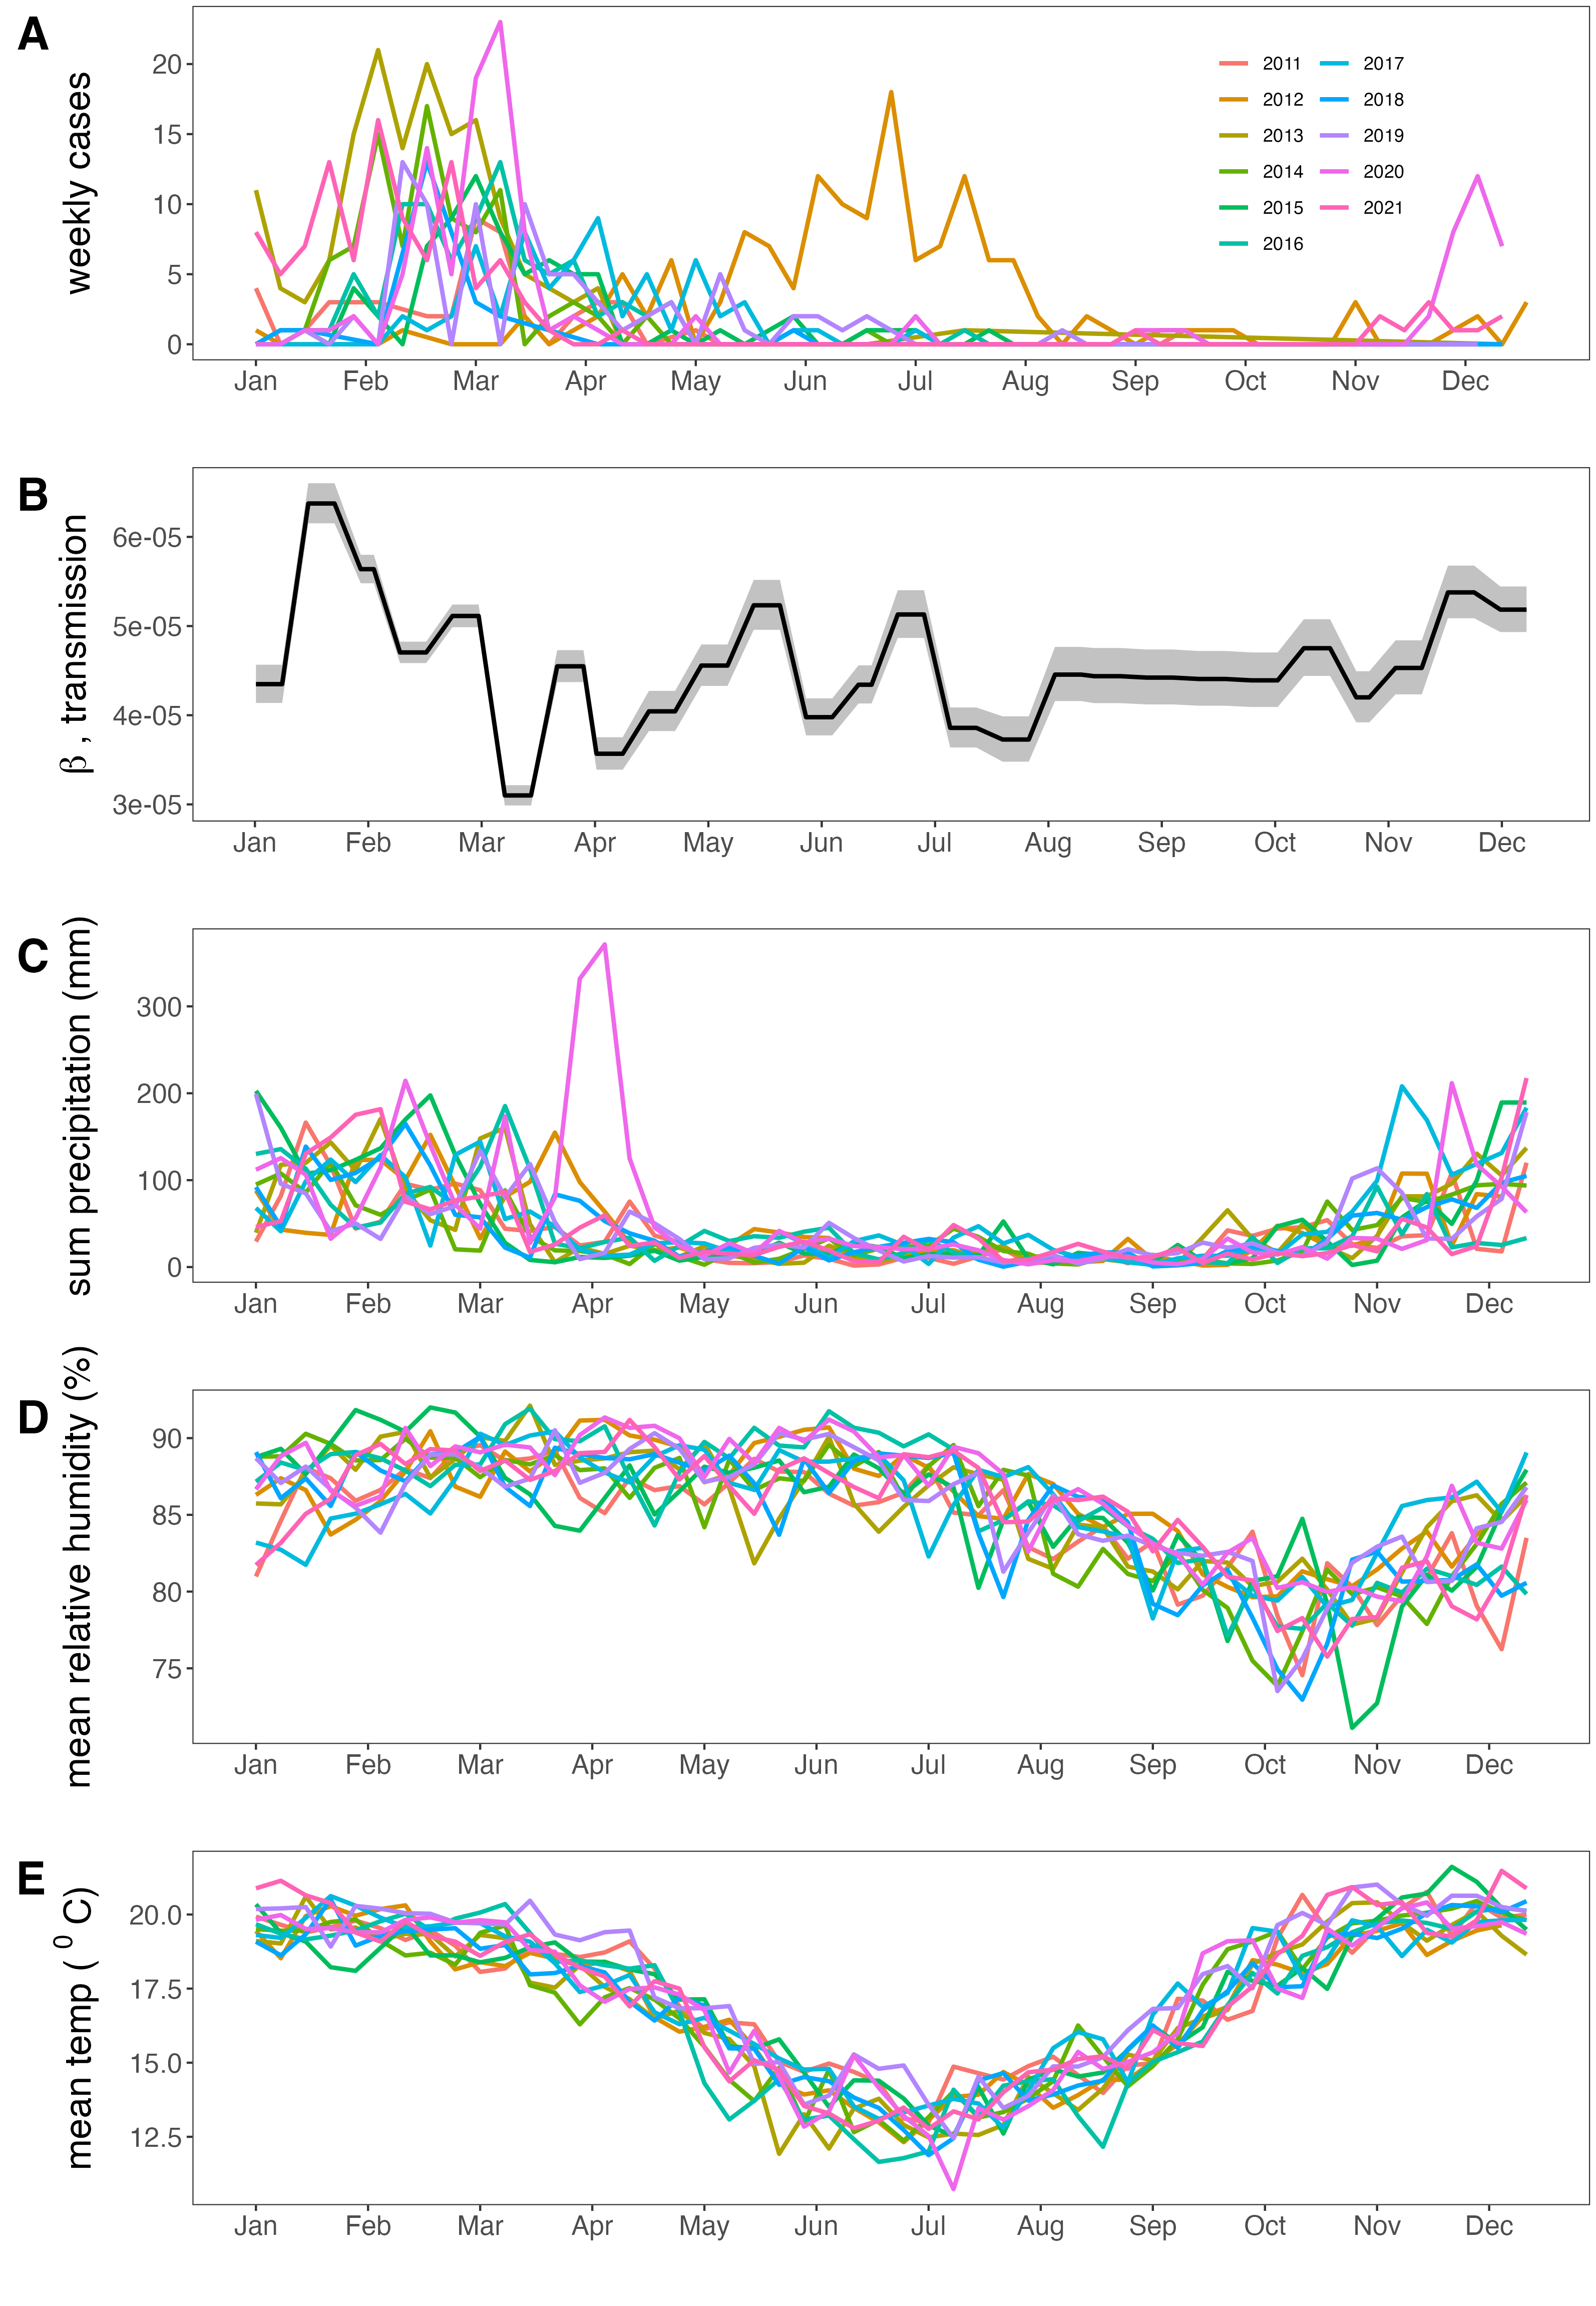 A
weekly cases
20
15
10
5
0
2011
2012
2013
2014
2015
2016
2017
2018
2019
2020
2021
Jan Feb Mar Apr May Jun Jul Aug Sep Oct Nov Dec
B
β , transmission
6e-05
5e-05
4e-05
3e-05
Jan Feb Mar Apr May Jun Jul Aug Sep Oct Nov Dec
C
sum precipitation (mm)
300
200
100
0
Jan Feb Mar Apr May Jun Jul Aug Sep Oct Nov Dec
D
mean relative humidity (%)
90
85
80
75
Jan Feb Mar Apr May Jun Jul Aug Sep Oct Nov Dec
E
mean temp ( ⁰ C)
20.0
17.5
15.0
12.5
Jan Feb Mar Apr May Jun Jul Aug Sep Oct Nov Dec